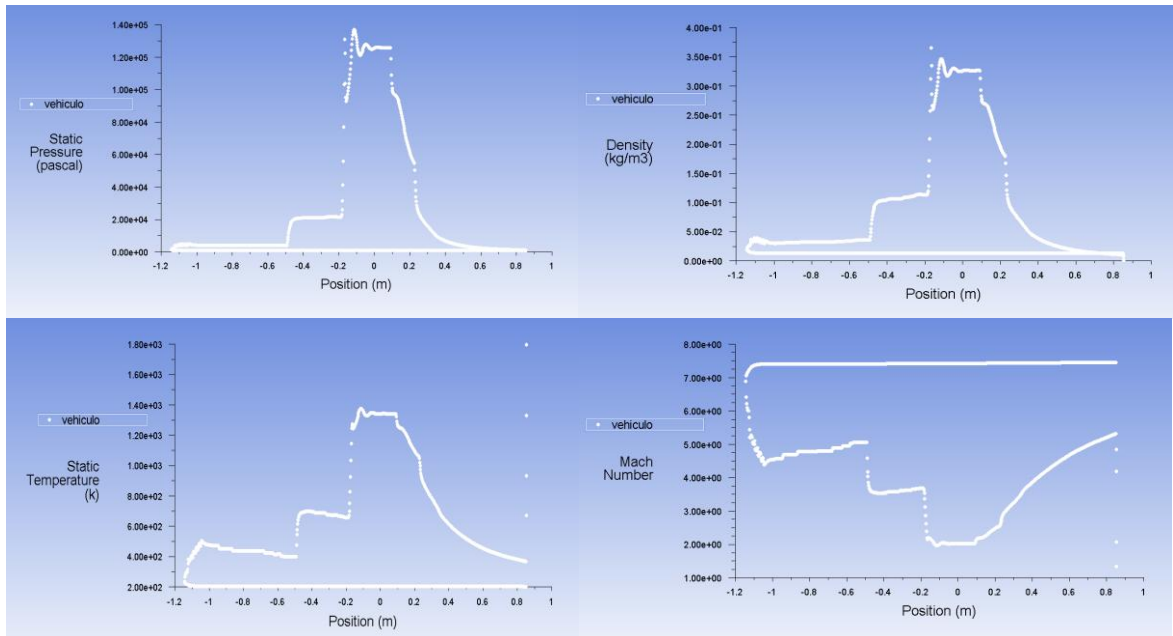 1.40e+05
1.20e+05
1.00e+05
vehiculo
8.00e+04
Static
Pressure
(pascal)
6.00e+04
4.00e+04
2.00e+04
0.00e+00
-1.2 -1 -0.8 -0.6 -0.4 -0.2 0 0.2 0.4 0.6 0.8 1
Position (m)
4.00e-01
3.50e-01
3.00e-01
vehiculo
2.50e-01
Density
(kg/m3)
2.00e-01
1.50e-01
1.00e-01
5.00e-02
0.00e+00
-1.2 -1 -0.8 -0.6 -0.4 -0.2 0 0.2 0.4 0.6 0.8 1
Position (m)
1.80e+03
1.60e+03
1.40e+03
vehiculo
1.20e+03
1.00e+03
Static
Temperature
(k)
8.00e+02
6.00e+02
4.00e+02
2.00e+02
-1.2 -1 -0.8 -0.6 -0.4 -0.2 0 0.2 0.4 0.6 0.8 1
Position (m)
8.00e+00
7.00e+00
6.00e+00
vehiculo
5.00e+00
Mach
Number
4.00e+00
3.00e+00
2.00e+00
1.00e+00
-1.2 -1 -0.8 -0.6 -0.4 -0.2 0 0.2 0.4 0.6 0.8 1
Position (m)